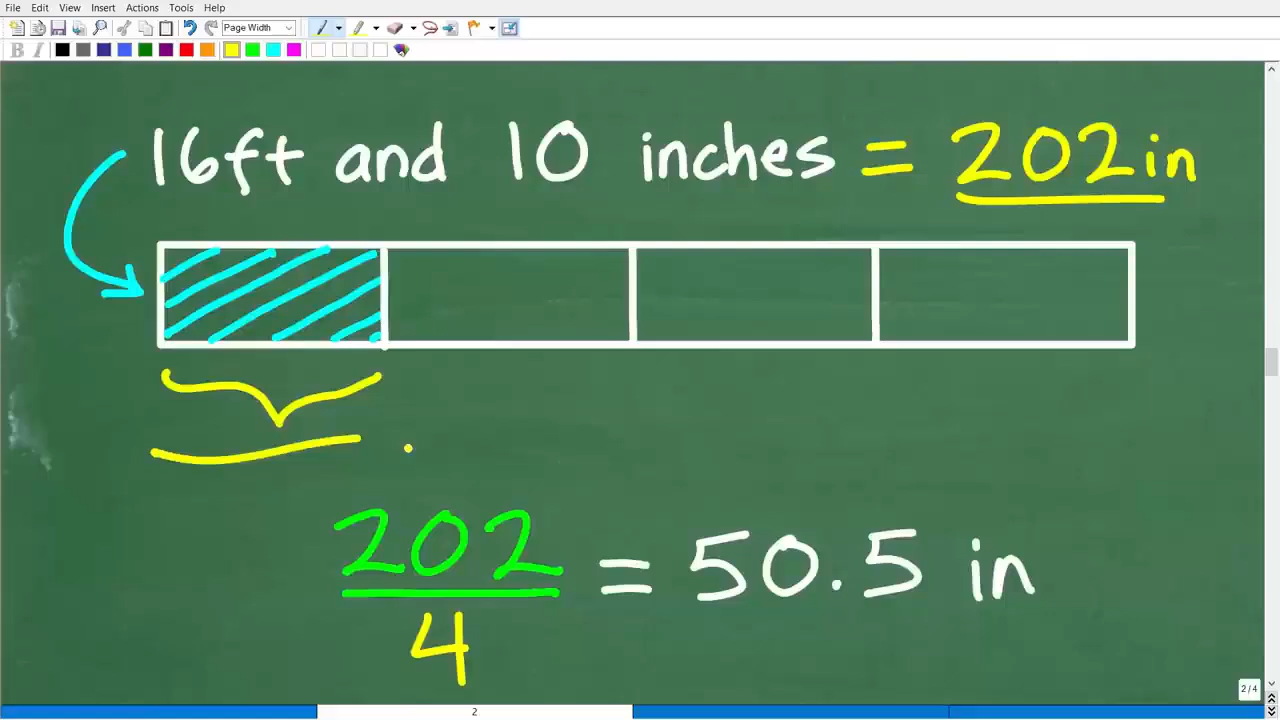 File Edit View Insert Actions Tools Help
Page Width
B I
16ft and 10 inches = 202in
202
4
= 50.5 in
2/4
2